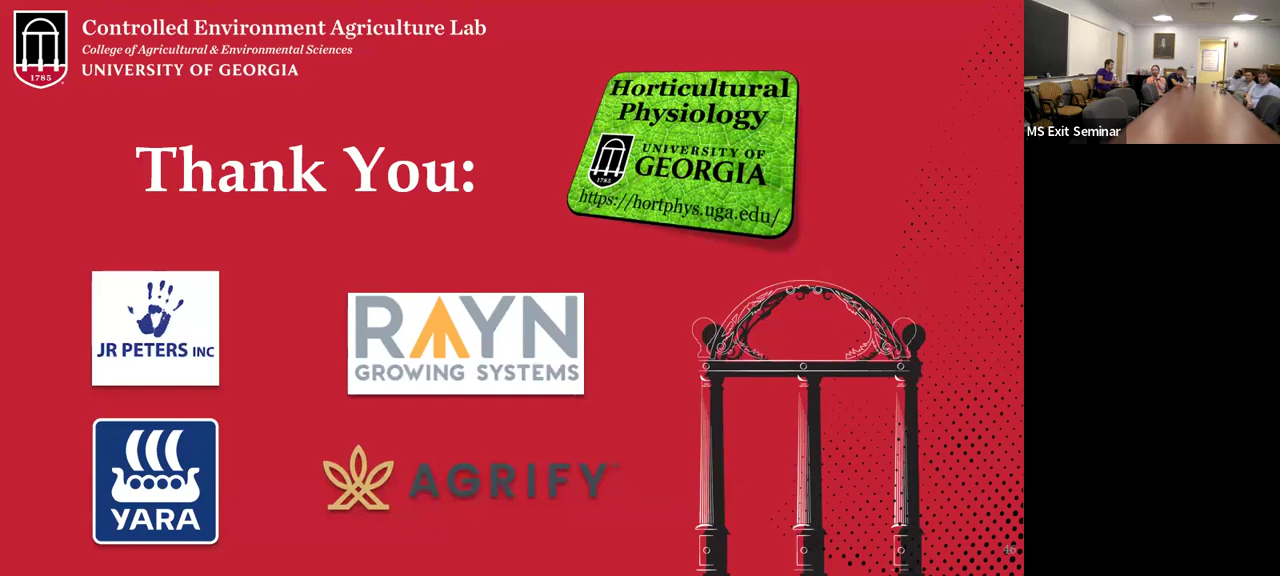 Controlled Environment Agriculture Lab
College of Agricultural & Environmental Sciences
UNIVERSITY OF GEORGIA
1785
MS Exit Seminar
Thank You:
Horticultural
Physiology
UNIVERSITY OF
GEORGIA
1785
https://hortphys.uga.edu/
JR PETERS INC
RAYN
GROWING SYSTEMS
YARA
AGRIFY
46